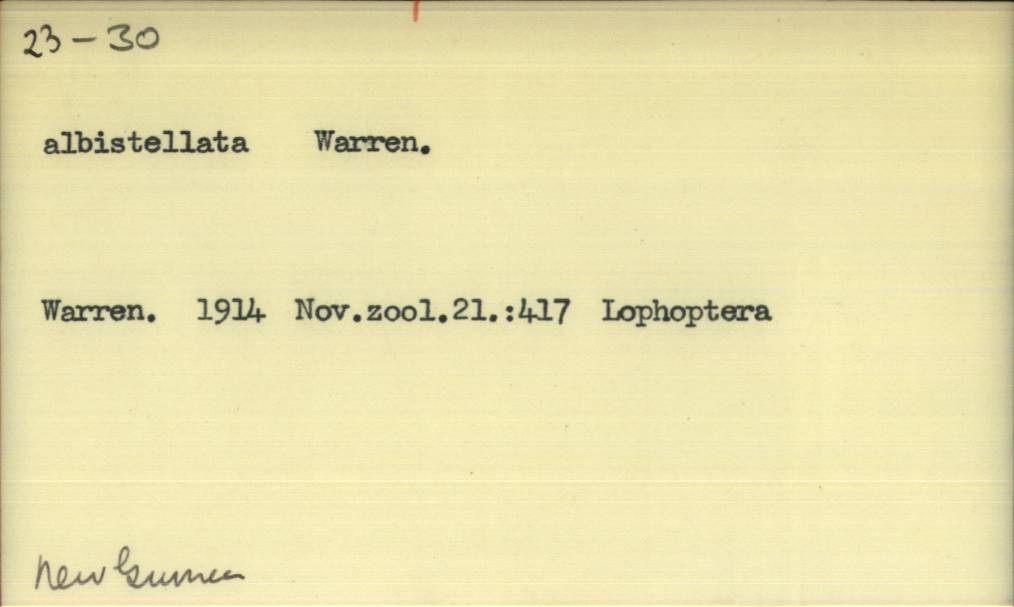 23-30
albistellata Warren.
Warren. 1914 Nov.zool.21.:417 Lophoptera
New Guinea